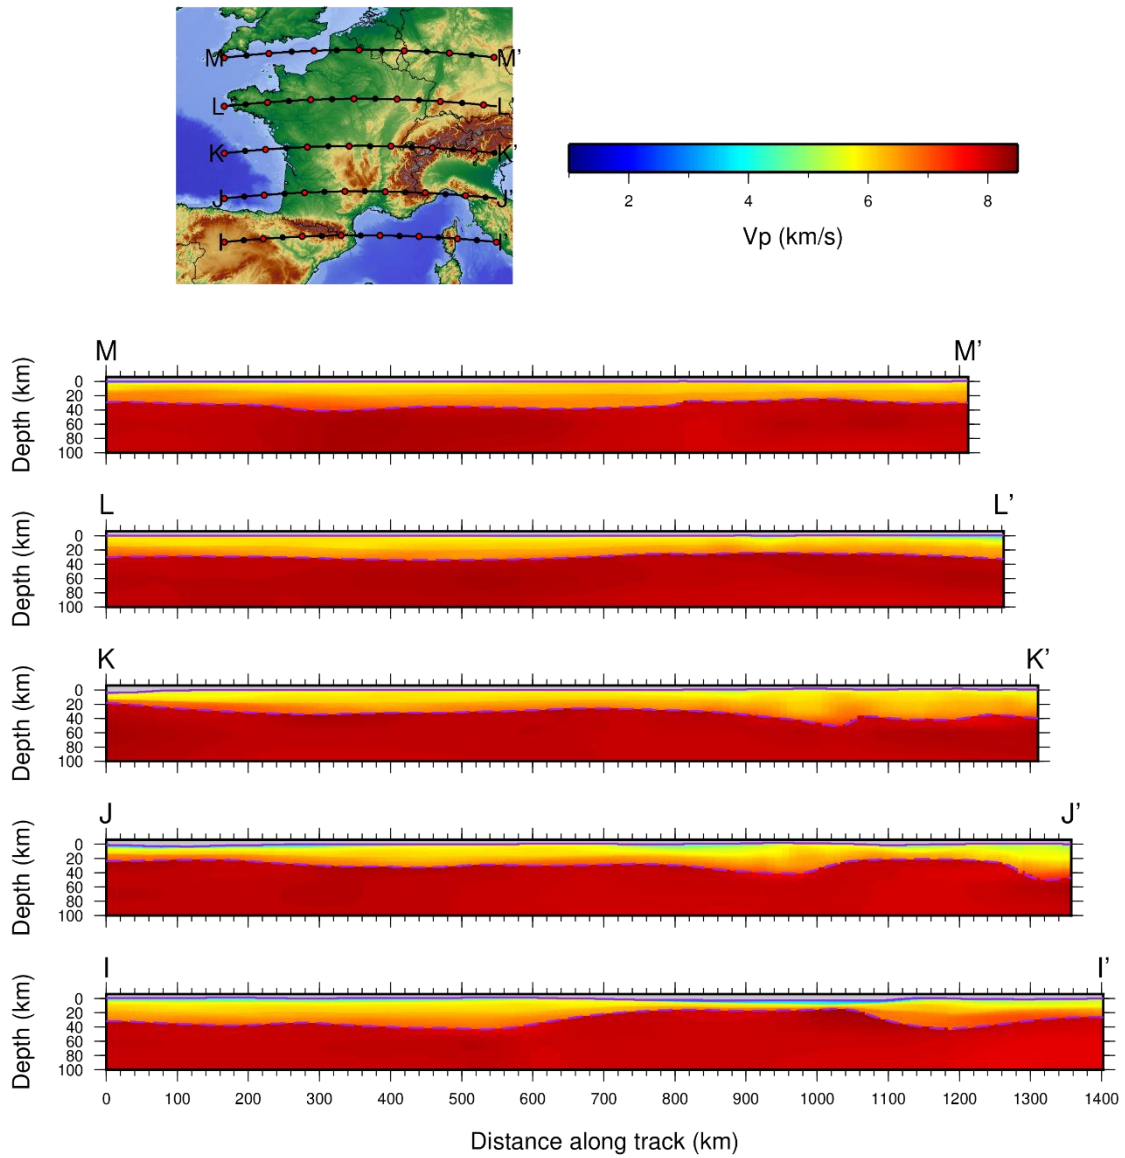 M M’
L L’
K K’
J J’
I I’
2 4 6 8
Vp (km/s)
M M’
Depth (km)
0
20
40
60
80
100
L L’
Depth (km)
0
20
40
60
80
100
K K’
Depth (km)
0
20
40
60
80
100
J J’
Depth (km)
0
20
40
60
80
100
I I’
Depth (km)
0
20
40
60
80
100
0 100 200 300 400 500 600 700 800 900 1000 1100 1200 1300 1400
Distance along track (km)